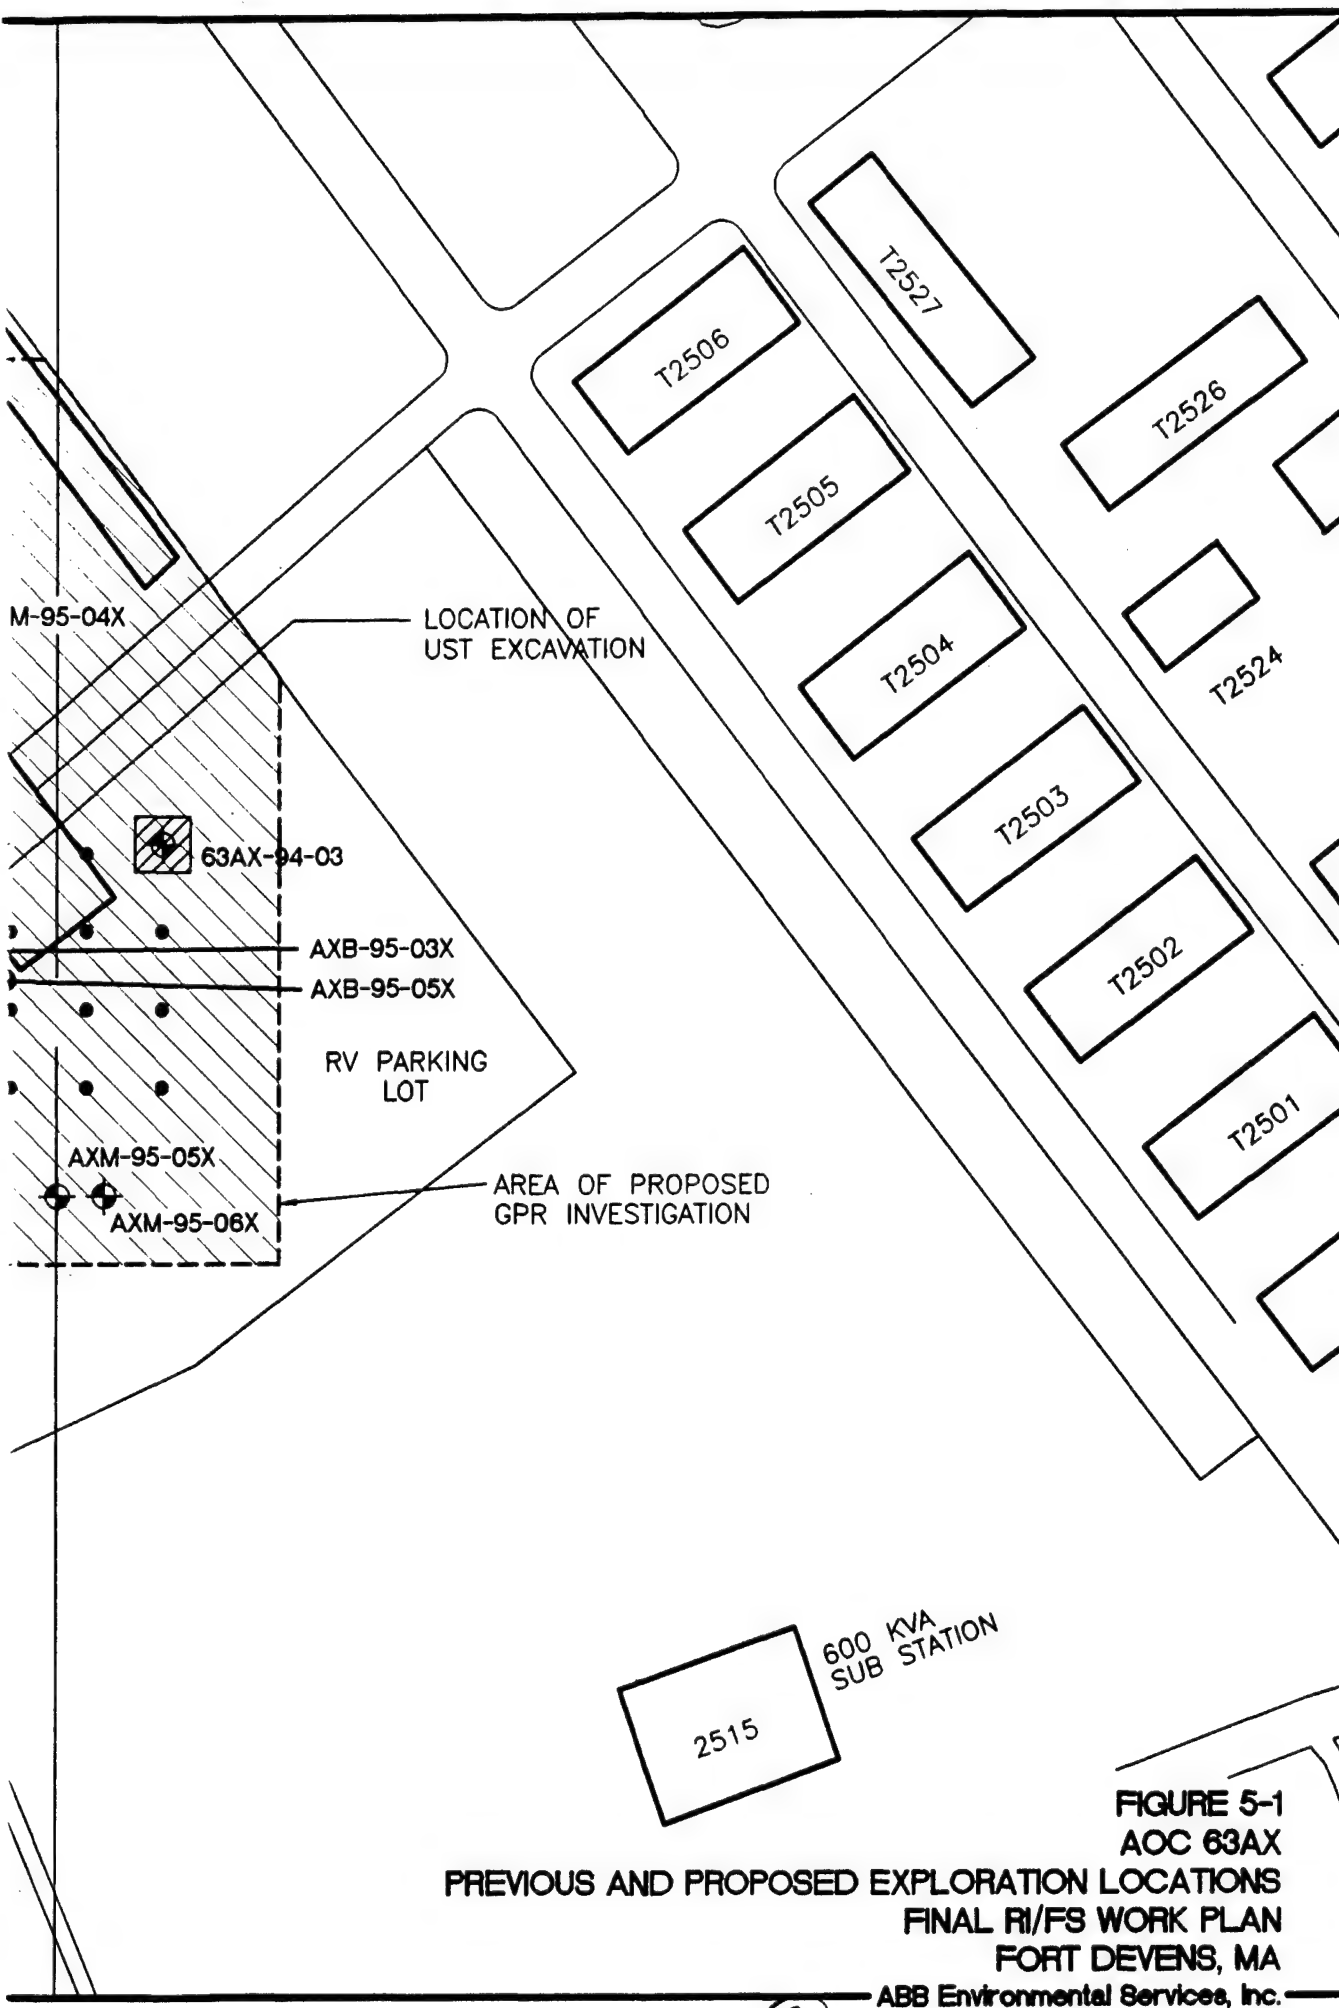 T2527
T2506
T2526
T2505
M-95-04X
LOCATION OF
UST EXCAVATION
T2504
T2524
T2503
63AX-94-03
AXB-95-03X
AXB-95-05X
T2502
RV PARKING
LOT
T2501
AXM-95-05X
AXM-95-06X
AREA OF PROPOSED
GPR INVESTIGATION
600 KVA
SUB STATION
2515
FIGURE 5-1
AOC 63AX
PREVIOUS AND PROPOSED EXPLORATION LOCATIONS
FINAL RI/FS WORK PLAN
FORT DEVENS, MA
ABB Environmental Services, Inc.